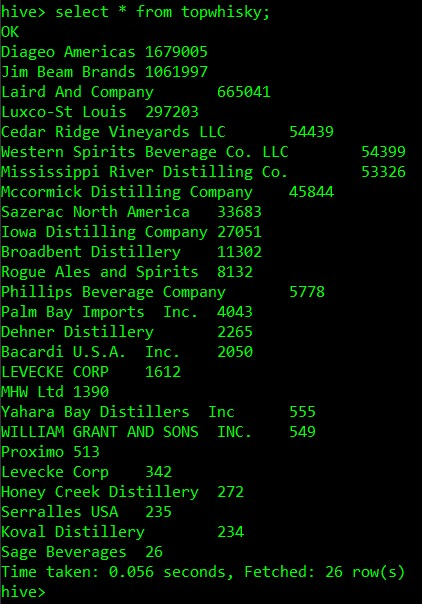 hive> select * from topwhisky;
OK
Diageo Americas 1679005
Jim Beam Brands 1061997
Laird And Company 665041
Luxco-St Louis 297203
Cedar Ridge Vineyards LLC 54439
Western Spirits Beverage Co. LLC 54399
Mississippi River Distilling Co. 53326
Mccormick Distilling Company 45844
Sazerac North America 33683
Iowa Distilling Company 27051
Broadbent Distillery 11302
Rogue Ales and Spirits 8132
Phillips Beverage Company 5778
Palm Bay Imports Inc. 4043
Dehner Distillery 2265
Bacardi U.S.A. Inc. 2050
LEVECKE CORP 1612
MHW Ltd 1390
Yahara Bay Distillers Inc 555
WILLIAM GRANT AND SONS INC. 549
Proximo 513
Levecke Corp 342
Honey Creek Distillery 272
Serralles USA 235
Koval Distillery 234
Sage Beverages 26
Time taken: 0.056 seconds, Fetched: 26 row(s)
hive>